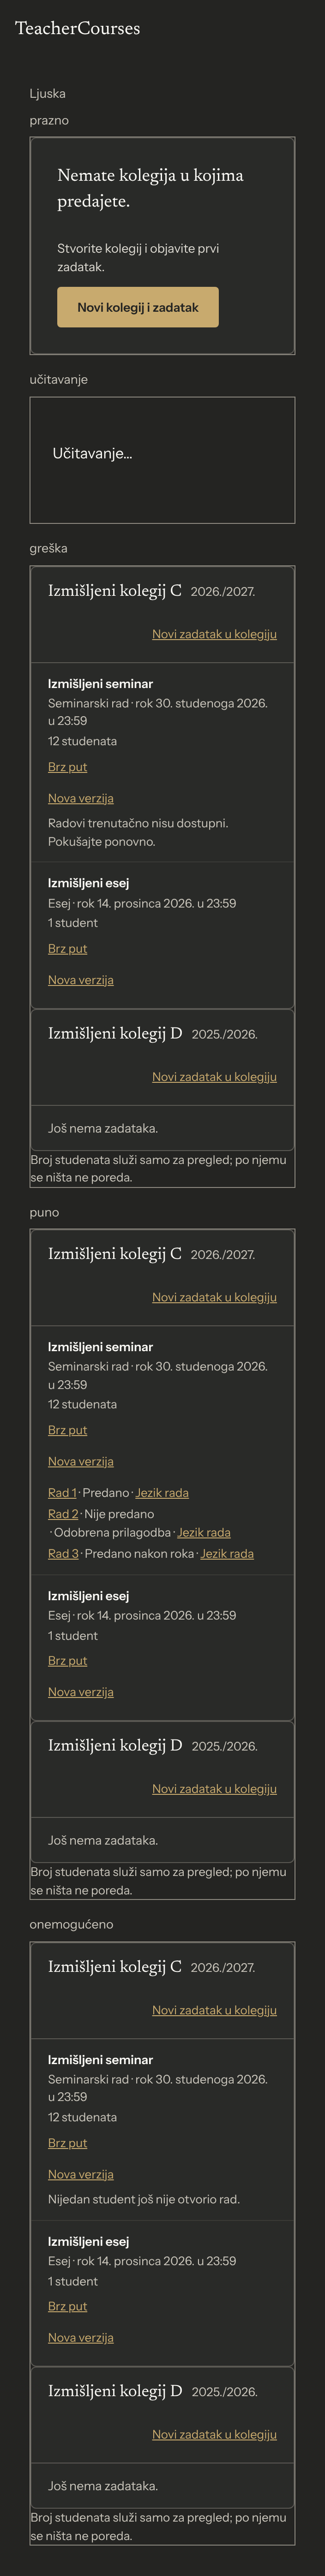 TeacherCourses
Ljuska
prazno
Nemate kolegija u kojima
predajete.
Stvorite kolegij i objavite prvi
zadatak.
Novi kolegij i zadatak
učitavanje
Učitavanje…
greška
Izmišljeni kolegij C 2026./2027.
Novi zadatak u kolegiju
Izmišljeni seminar
Seminarski rad · rok 30. studenoga 2026.
u 23:59
12 studenata
Brz put
Nova verzija
Radovi trenutačno nisu dostupni.
Pokušajte ponovno.
Izmišljeni esej
Esej · rok 14. prosinca 2026. u 23:59
1 student
Brz put
Nova verzija
Izmišljeni kolegij D 2025./2026.
Novi zadatak u kolegiju
Još nema zadataka.
Broj studenata služi samo za pregled; po njemu
se ništa ne poreda.
puno
Izmišljeni kolegij C 2026./2027.
Novi zadatak u kolegiju
Izmišljeni seminar
Seminarski rad · rok 30. studenoga 2026.
u 23:59
12 studenata
Brz put
Nova verzija
Rad 1 · Predano · Jezik rada
Rad 2 · Nije predano
· Odobrena prilagodba · Jezik rada
Rad 3 · Predano nakon roka · Jezik rada
Izmišljeni esej
Esej · rok 14. prosinca 2026. u 23:59
1 student
Brz put
Nova verzija
Izmišljeni kolegij D 2025./2026.
Novi zadatak u kolegiju
Još nema zadataka.
Broj studenata služi samo za pregled; po njemu
se ništa ne poreda.
onemogućeno
Izmišljeni kolegij C 2026./2027.
Novi zadatak u kolegiju
Izmišljeni seminar
Seminarski rad · rok 30. studenoga 2026.
u 23:59
12 studenata
Brz put
Nova verzija
Nijedan student još nije otvorio rad.
Izmišljeni esej
Esej · rok 14. prosinca 2026. u 23:59
1 student
Brz put
Nova verzija
Izmišljeni kolegij D 2025./2026.
Novi zadatak u kolegiju
Još nema zadataka.
Broj studenata služi samo za pregled; po njemu
se ništa ne poreda.